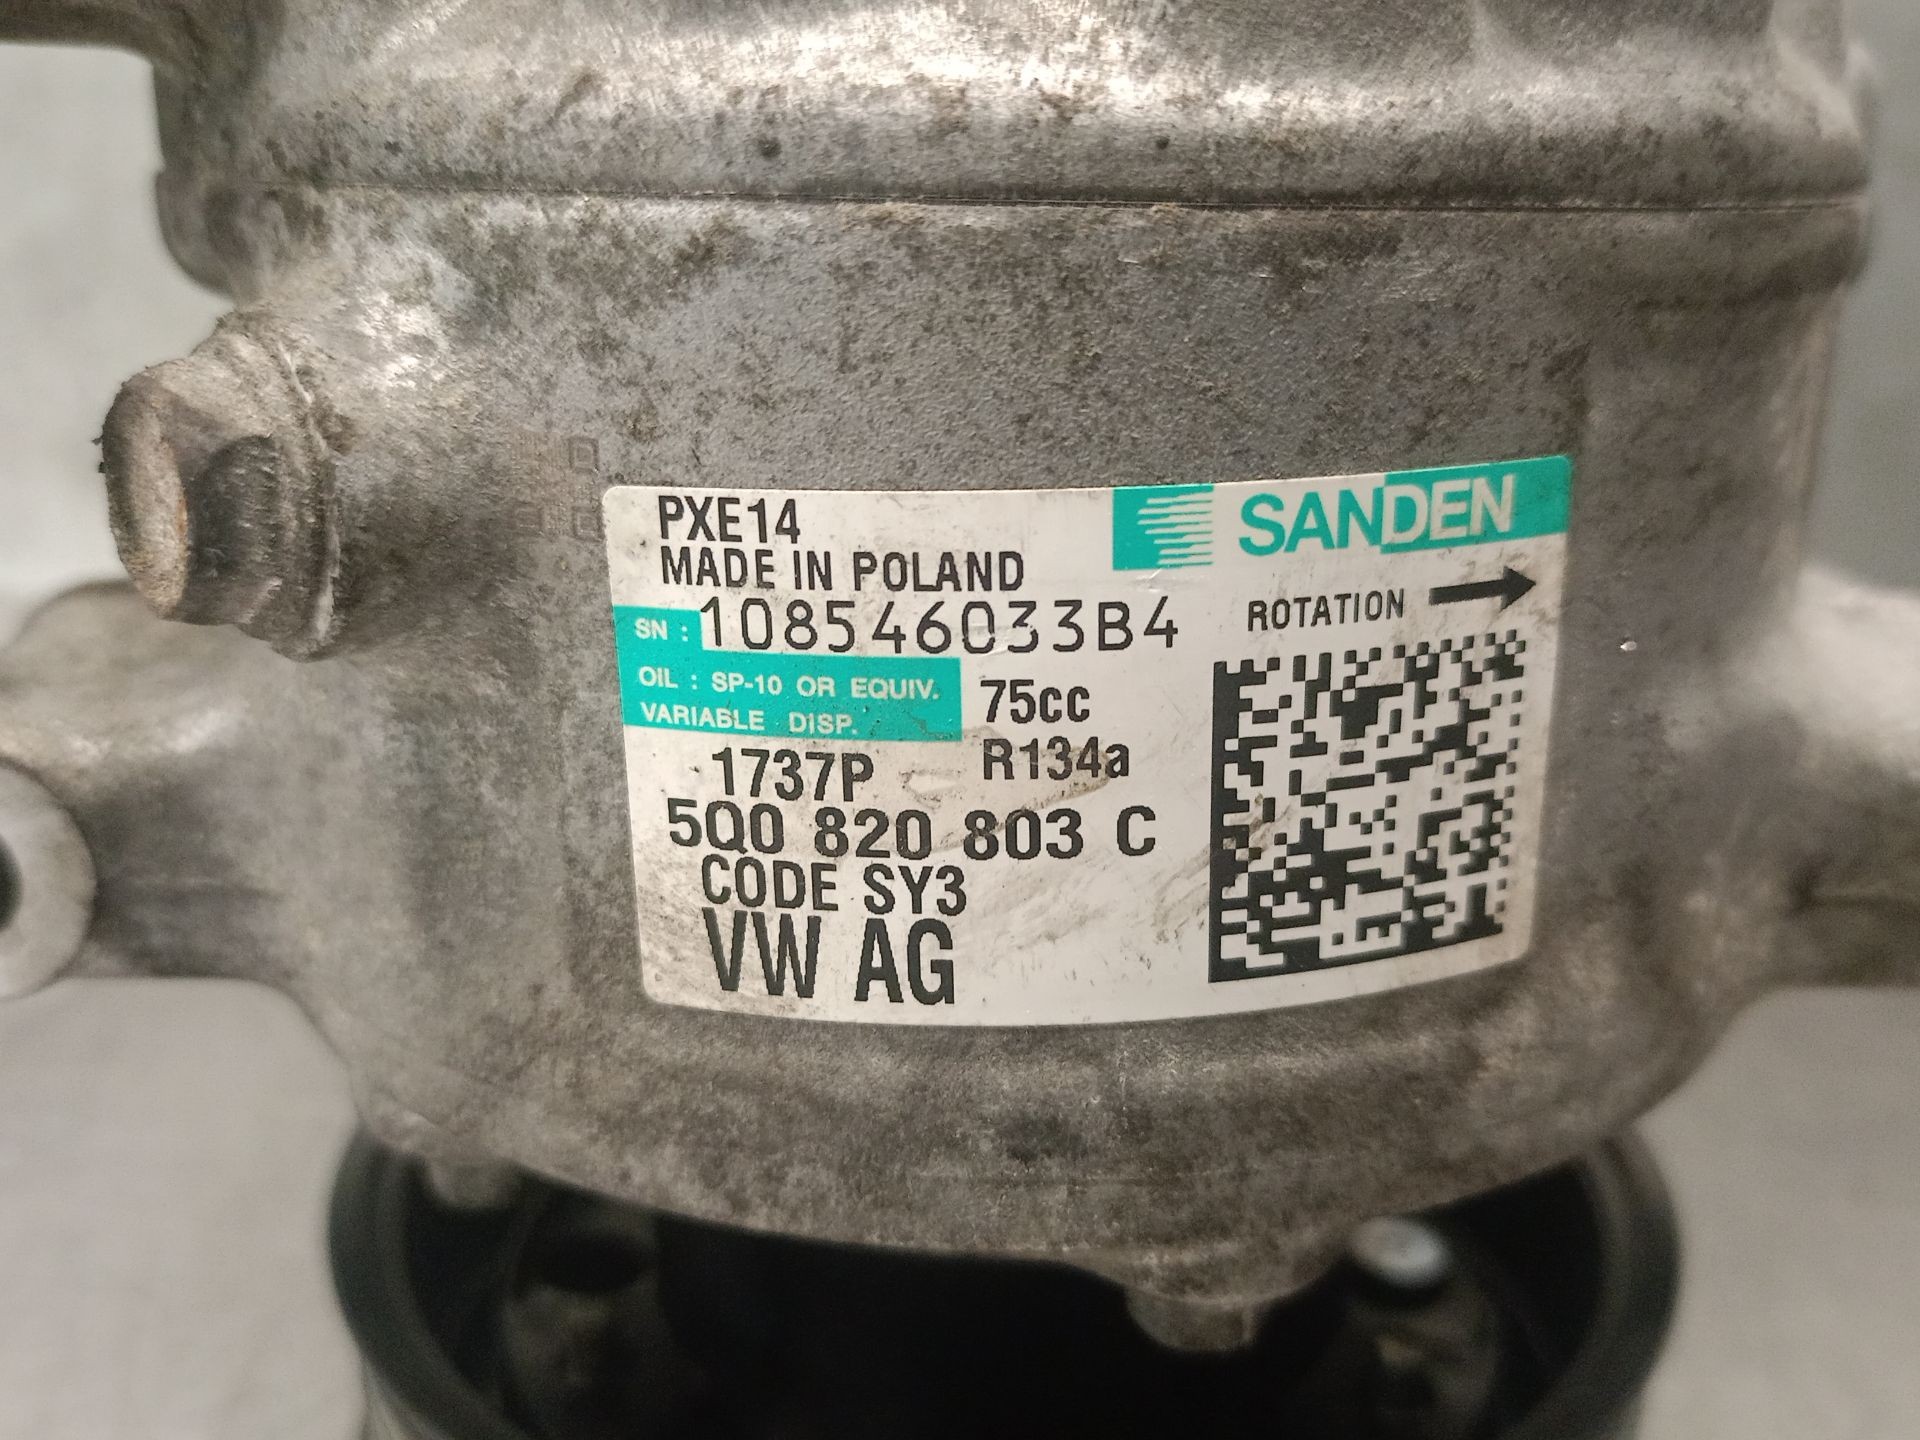 PXE14
SANDEN
MADE IN POLAND
ROTATION
SN : 108546033B4
OIL : SP-10 OR EQUIV.
75cc
VARIABLE DISP.
R134a
1737P
5Q0 820 803 C
CODE SY3
VW AG